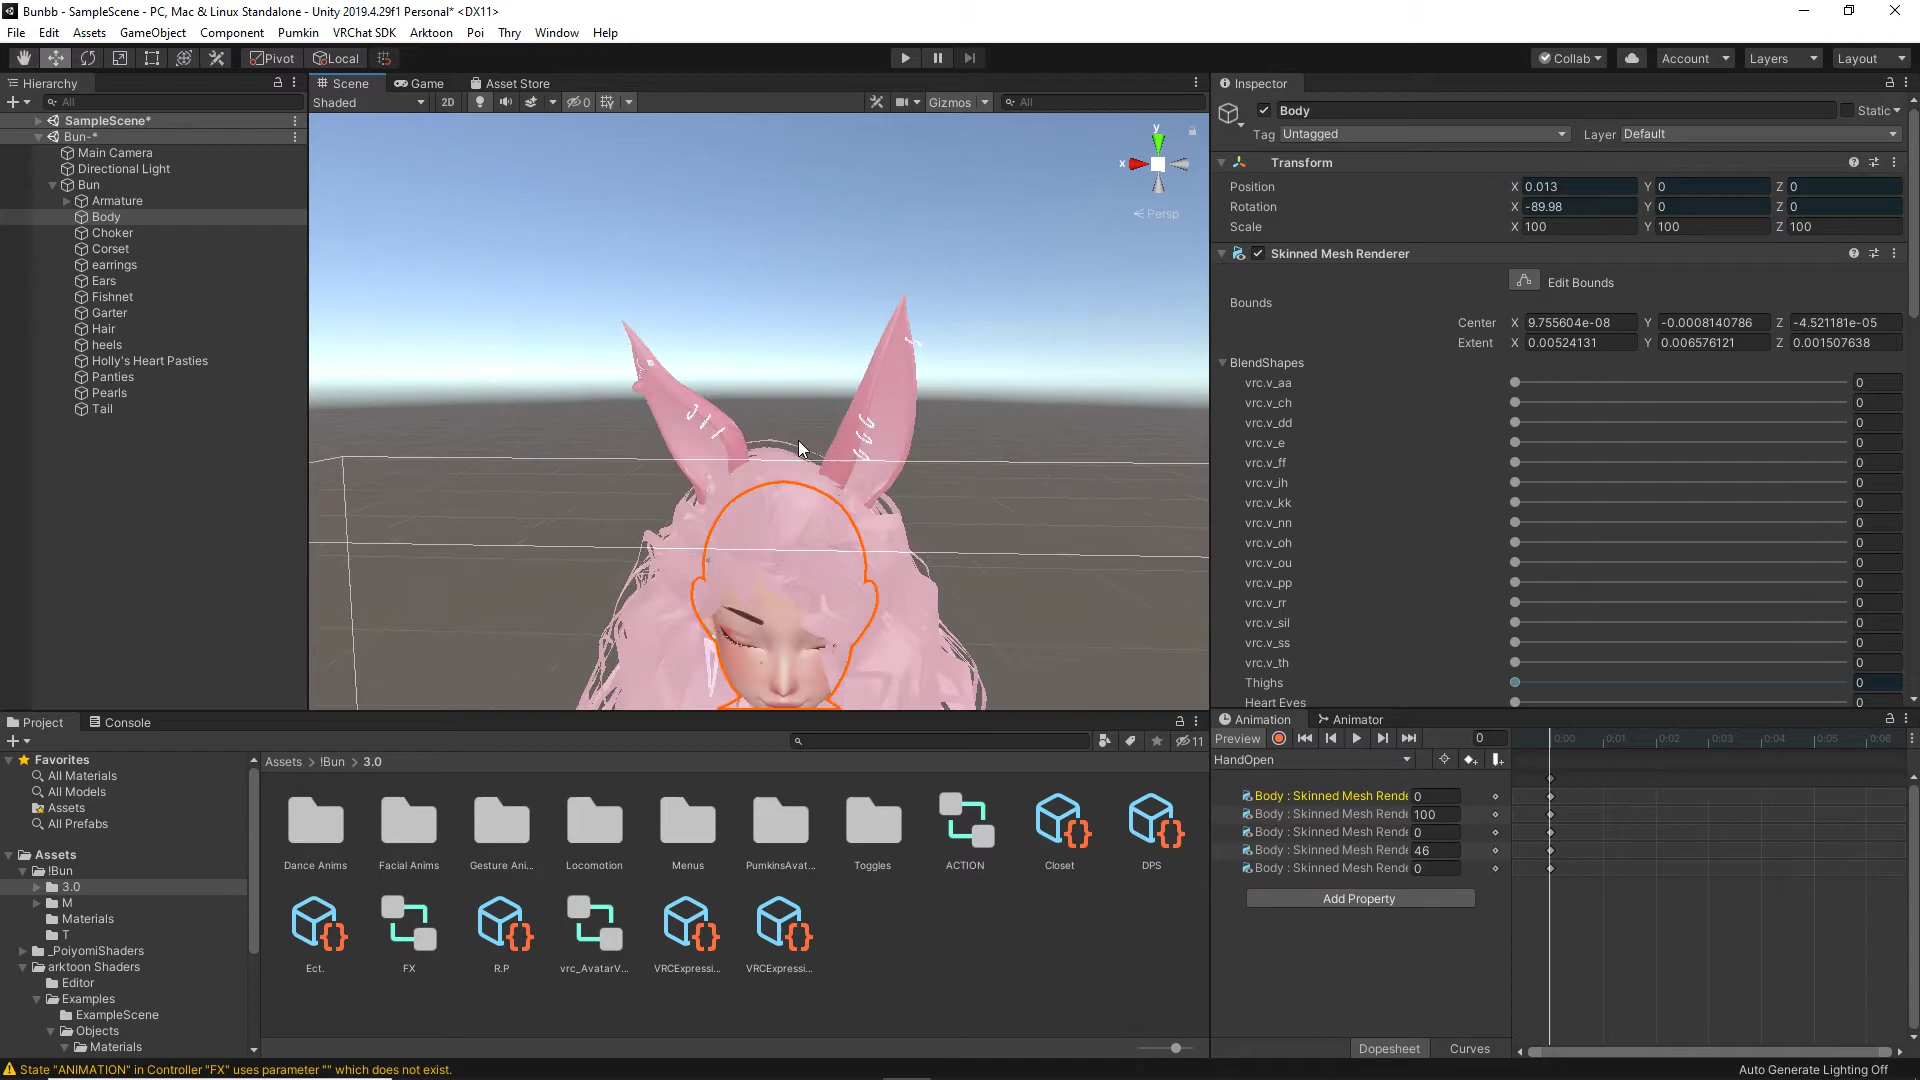 Bunbb - SampleScene - PC, Mac & Linux Standalone - Unity 2019.4.29f1 Personal* <DX11>
File Edit Assets GameObject Component Pumkin VRChat SDK Arktoon Poi Thry Window Help
Pivot Local Collab Account Layers Layout
Hierarchy
All
SampleScene*
Bun-*
Main Camera
Directional Light
Bun
Armature
Body
Choker
Corset
earrings
Ears
Fishnet
Garter
Hair
heels
Holly's Heart Pasties
Panties
Pearls
Tail
Scene Game Asset Store
Shaded 2D 0 Gizmos All
y
x
Persp
Inspector
Body Static
Tag Untagged Layer Default
Transform
Position X 0.013 Y 0 Z 0
Rotation X -89.98 Y 0 Z 0
Scale X 100 Y 100 Z 100
Skinned Mesh Renderer
Edit Bounds
Bounds
Center X 9.755604e-08 Y -0.0008140786 Z -4.521181e-05
Extent X 0.00524131 Y 0.006576121 Z 0.001507638
BlendShapes
vrc.v_aa 0
vrc.v_ch 0
vrc.v_dd 0
vrc.v_e 0
vrc.v_ff 0
vrc.v_ih 0
vrc.v_kk 0
vrc.v_nn 0
vrc.v_oh 0
vrc.v_ou 0
vrc.v_pp 0
vrc.v_rr 0
vrc.v_sil 0
vrc.v_ss 0
vrc.v_th 0
Thighs 0
Heart Eyes 0
Project Console
11
Favorites
All Materials
All Models
Assets
All Prefabs
Assets
!Bun
3.0
M
Materials
T
_PoiyomiShaders
arktoon Shaders
Editor
Examples
ExampleScene
Objects
Materials
Assets > !Bun > 3.0
Dance Anims Facial Anims Gesture Ani... Locomotion Menus PumkinsAvat... Toggles ACTION Closet DPS
Ect. FX R.P vrc_AvatarV... VRCExpressi... VRCExpressi...
Animation Animator
Preview 0 0:00 0:01 0:02 0:03 0:04 0:05 0:06
HandOpen
Body : Skinned Mesh Rende 0
Body : Skinned Mesh Rende 100
Body : Skinned Mesh Rende 0
Body : Skinned Mesh Rende 46
Body : Skinned Mesh Rende 0
Add Property
Dopesheet Curves
State "ANIMATION" in Controller "FX" uses parameter "" which does not exist.
Auto Generate Lighting Off